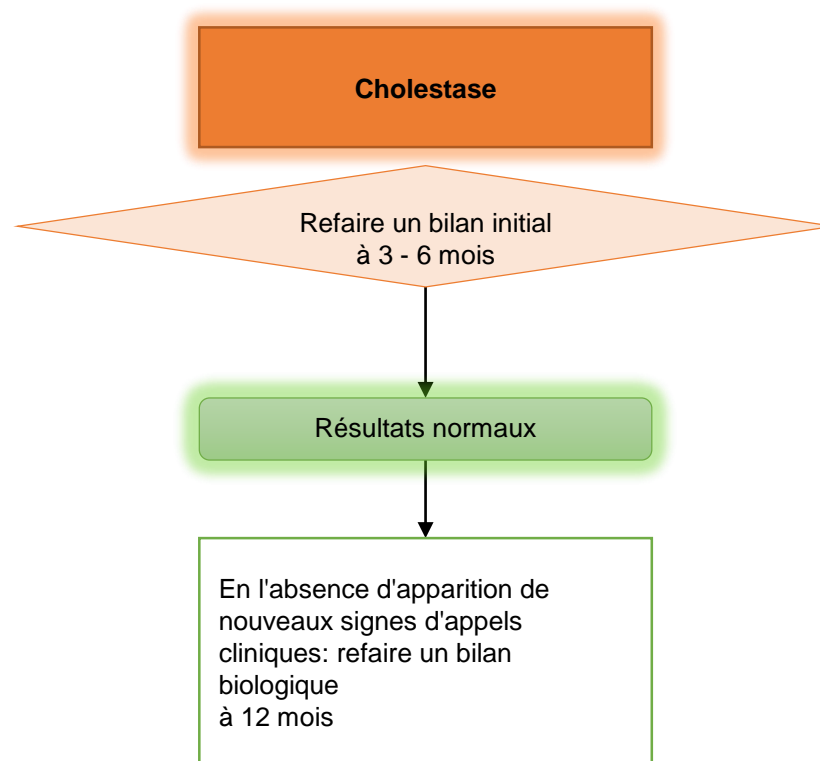 Cholestase
Refaire un bilan initial
à 3 - 6 mois
Résultats normaux
En l'absence d'apparition de
nouveaux signes d'appels
cliniques: refaire un bilan
biologique
à 12 mois